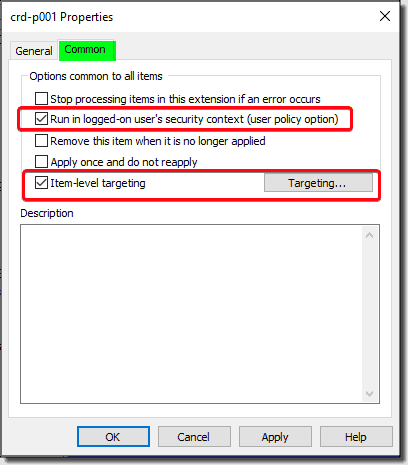 crd-p001 Properties
General
Common
Options common to all items
Stop processing items in this extension if an error occurs
Run in logged-on user's security context (user policy option)
Remove this item when it is no longer applied
Apply once and do not reapply
Item-level targeting
Targeting...
Description
OK
Cancel
Apply
Help